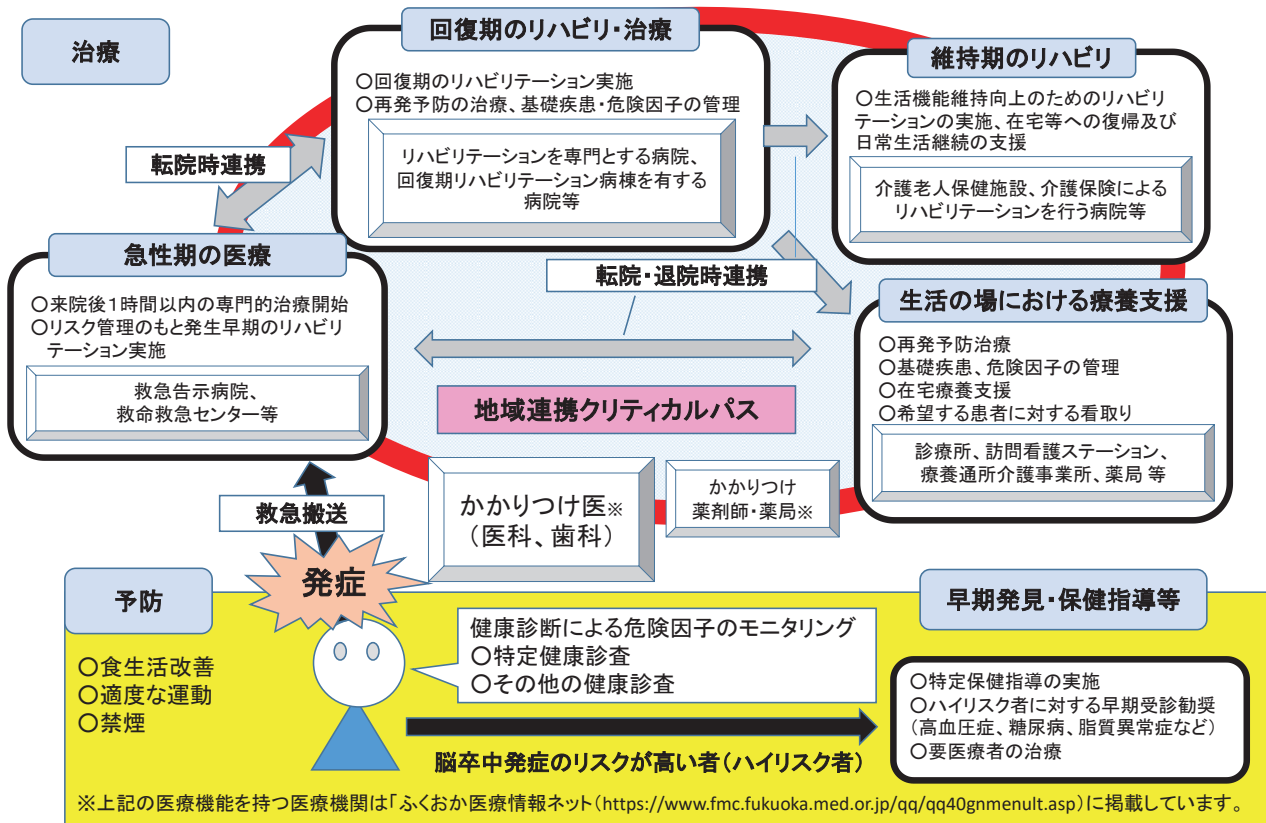 治療
回復期のリハビリ・治療
○回復期のリハビリテーション実施
○再発予防の治療、基礎疾患・危険因子の管理
リハビリテーションを専門とする病院、
回復期リハビリテーション病棟を有する
病院等
維持期のリハビリ
○生活機能維持向上のためのリハビリ
テーションの実施、在宅等への復帰及び
日常生活継続の支援
介護老人保健施設、介護保険による
リハビリテーションを行う病院等
転院時連携
急性期の医療
○来院後1時間以内の専門的治療開始
○リスク管理のもと発生早期のリハビリ
テーション実施
救急告示病院、
救命救急センター等
転院・退院時連携
地域連携クリティカルパス
生活の場における療養支援
○再発予防治療
○基礎疾患、危険因子の管理
○在宅療養支援
○希望する患者に対する看取り
診療所、訪問看護ステーション、
療養通所介護事業所、薬局 等
救急搬送
かかりつけ医※
(医科、歯科)
かかりつけ
薬剤師・薬局※
発症
予防
○食生活改善
○適度な運動
○禁煙
健康診断による危険因子のモニタリング
○特定健康診査
○その他の健康診査
早期発見・保健指導等
○特定保健指導の実施
○ハイリスク者に対する早期受診勧奨
(高血圧症、糖尿病、脂質異常症など)
○要医療者の治療
脳卒中発症のリスクが高い者(ハイリスク者)
※上記の医療機能を持つ医療機関は「ふくおか医療情報ネット(https://www.fmc.fukuoka.med.or.jp/qq/qq40gnmenult.asp)に掲載しています。